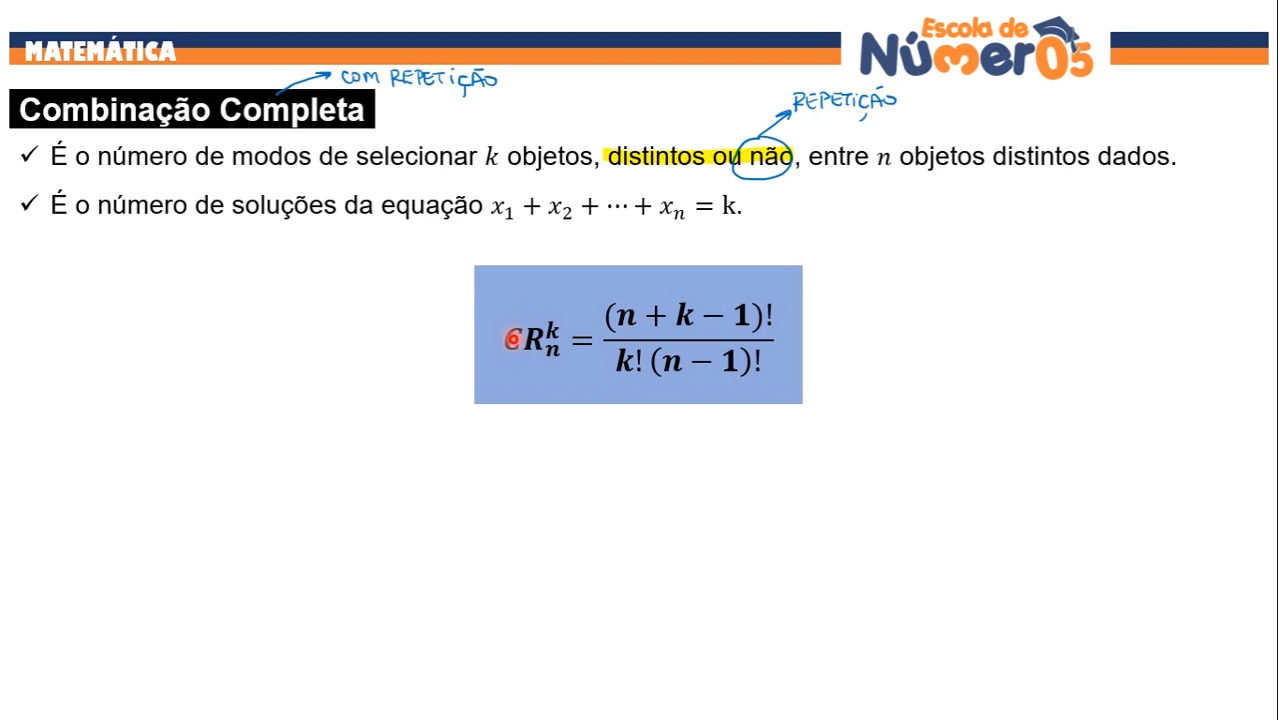 MATEMÁTICA
Escola de
Númer05
COM REPETIÇÃO
Combinação Completa
REPETIÇÃO
✓ É o número de modos de selecionar k objetos, distintos ou não, entre n objetos distintos dados.
✓ É o número de soluções da equação x₁ + x₂ + ⋯ + xₙ = k.
CRₙᵏ = (n + k − 1)! / k! (n − 1)!